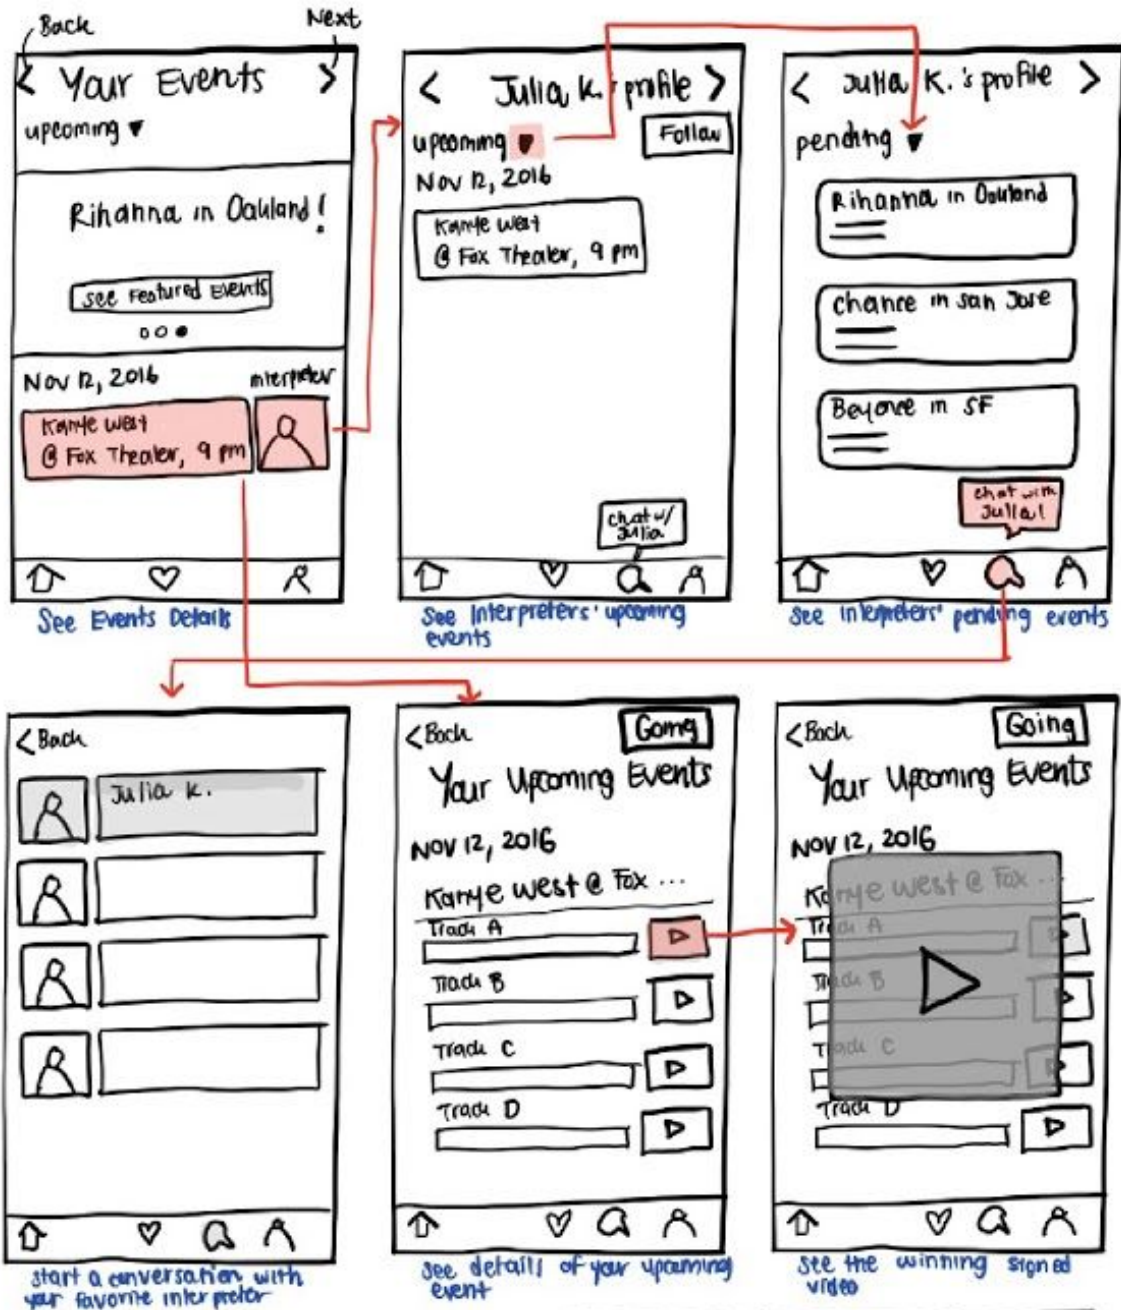 Back
Next
< Your Events >
upcoming ▼
Rihanna in Oakland!
See Featured Events
Nov 12, 2016
interpreter
Kanye West
@ Fox Theater, 9 pm
See Events Details
< Julia K.'s profile >
upcoming ▼
Follow
Nov 12, 2016
Kanye West
@ Fox Theater, 9 pm
chat w/
Julia
See Interpreters' upcoming
events
< Julia K.'s profile >
pending ▼
Rihanna in Oakland
Chance in San Jose
Beyonce in SF
chat with
Julia!
See Interpreters' pending events
< Back
Julia K.
start a conversation with
your favorite interpreter
< Back
Going
Your Upcoming Events
Nov 12, 2016
Kanye West @ Fox ...
Track A
Track B
Track C
Track D
See details of your upcoming
event
< Back
Going
Your Upcoming Events
Nov 12, 2016
Kanye West @ Fox ...
Track A
Track B
Track C
Track D
See the winning signed
video